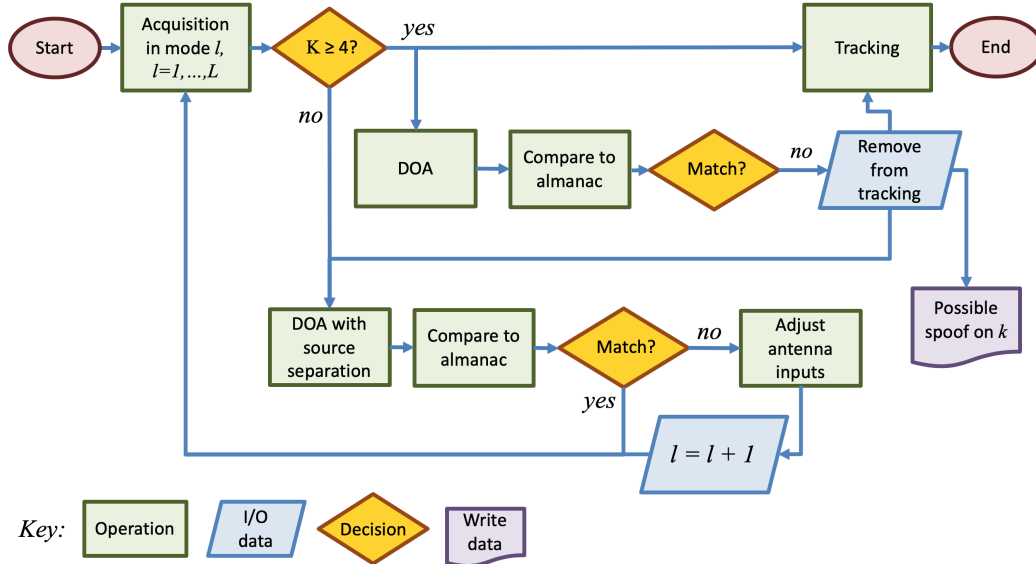 Start
Acquisition
in mode l,
l=1,...,L
K ≥ 4?
yes
Tracking
End
no
DOA
Compare to
almanac
Match?
no
Remove
from
tracking
DOA with
source
separation
Compare to
almanac
Match?
no
yes
Adjust
antenna
inputs
Possible
spoof on k
l = l + 1
Key:
Operation
I/O
data
Decision
Write
data